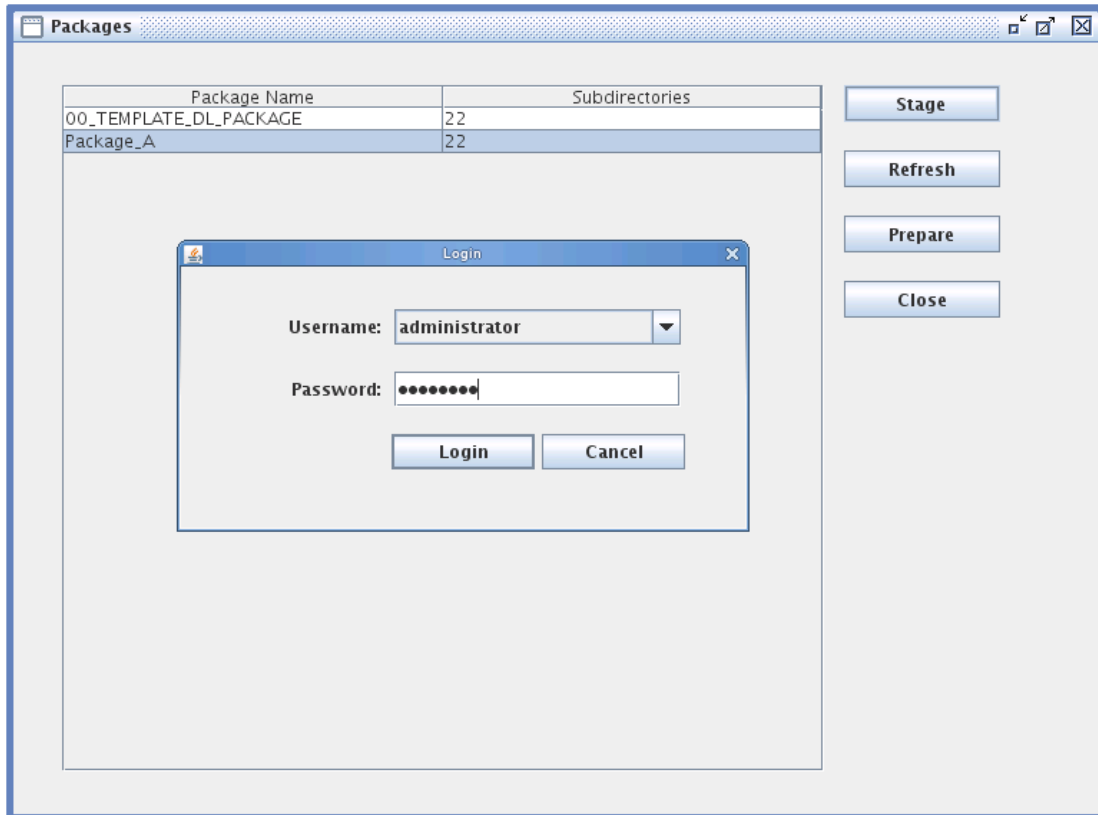 Packages
Package Name Subdirectories
00_TEMPLATE_DL_PACKAGE 22
Package_A 22
Stage
Refresh
Prepare
Close
Login
Username: administrator
Password: ●●●●●●●●
Login Cancel